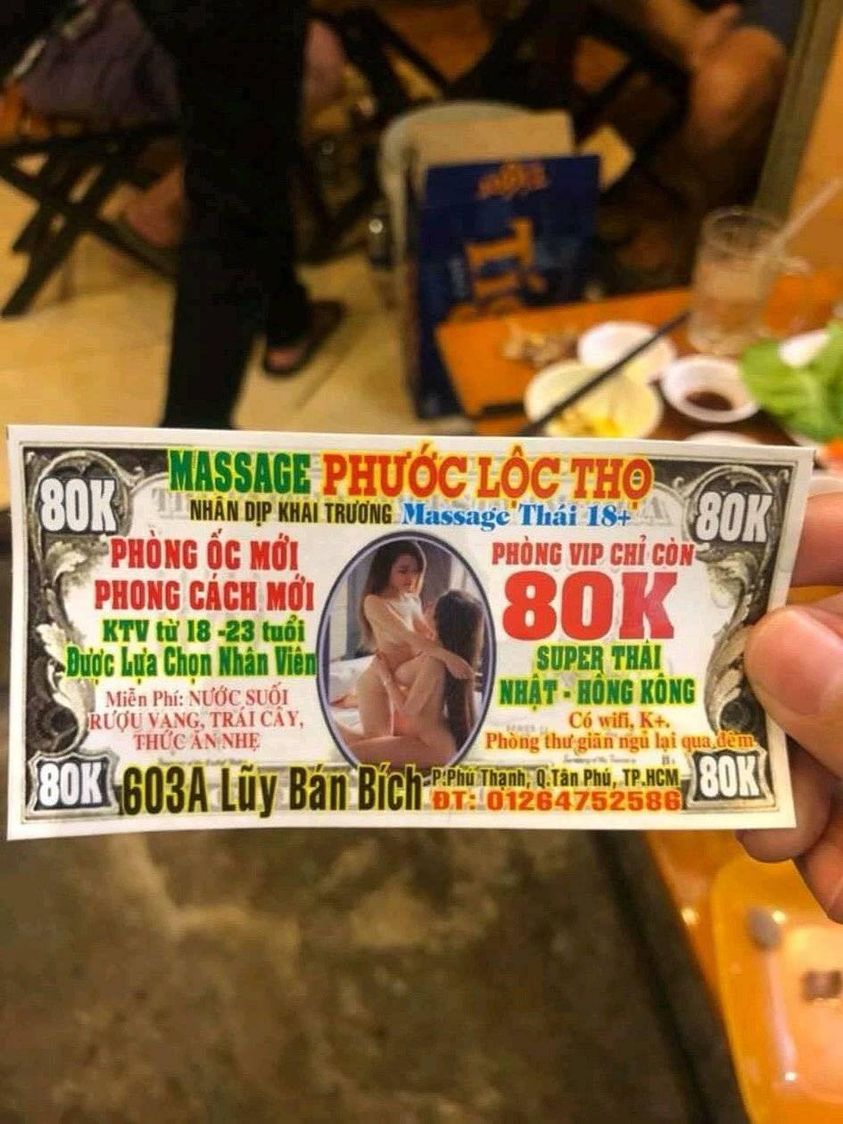 MASSAGE PHƯỚC LỘC THỌ
NHÂN DỊP KHAI TRƯƠNG Massage Thái 18+
80K
80K
PHÒNG ỐC MỚI
PHONG CÁCH MỚI
KTV từ 18 -23 tuổi
Được Lựa Chọn Nhân Viên
Miễn Phí: NƯỚC SUỐI
RƯỢU VANG, TRÁI CÂY,
THỨC ĂN NHẸ
PHÒNG VIP CHỈ CÒN
80K
SUPER THÁI
NHẬT - HỒNG KÔNG
Có wifi, K+.
Phòng thư giãn ngủ lại qua đêm
80K
603A Lũy Bán Bích - P.Phú Thạnh, Q.Tân Phú, TP.HCM
ĐT: 01264752586
80K